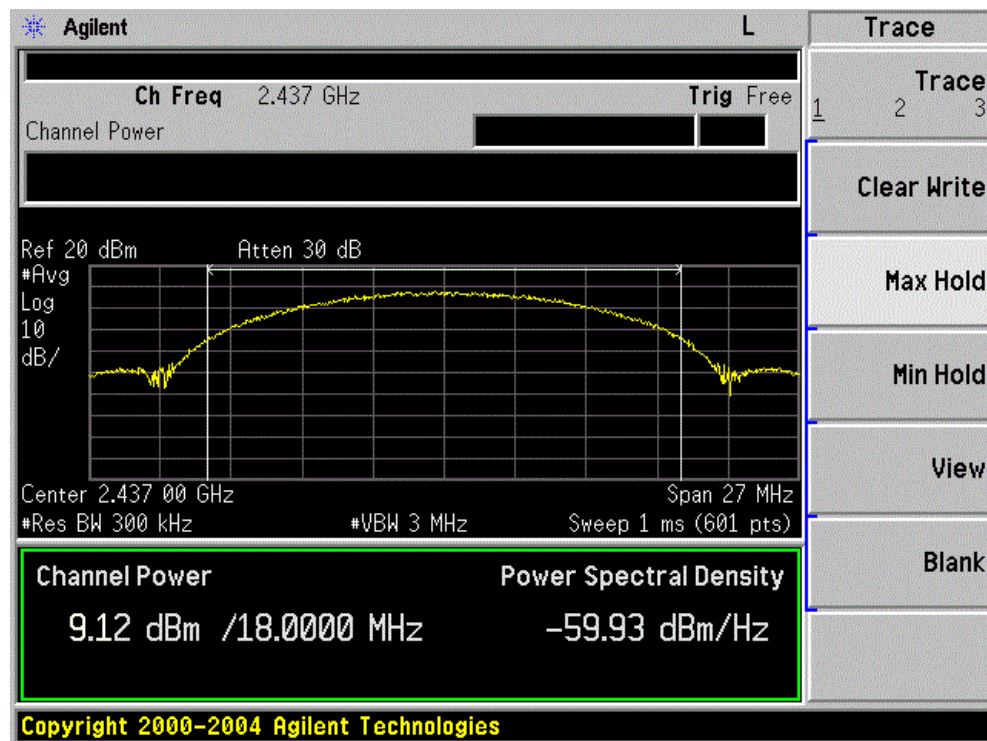 Agilent
L
Trace
Ch Freq 2.437 GHz
Trig Free
Channel Power
Trace
1 2 3
Clear Write
Max Hold
Min Hold
View
Blank
Ref 20 dBm Atten 30 dB
#Avg
Log
10
dB/
Center 2.437 00 GHz Span 27 MHz
#Res BW 300 kHz #VBW 3 MHz Sweep 1 ms (601 pts)
Channel Power Power Spectral Density
9.12 dBm /18.0000 MHz -59.93 dBm/Hz
Copyright 2000-2004 Agilent Technologies